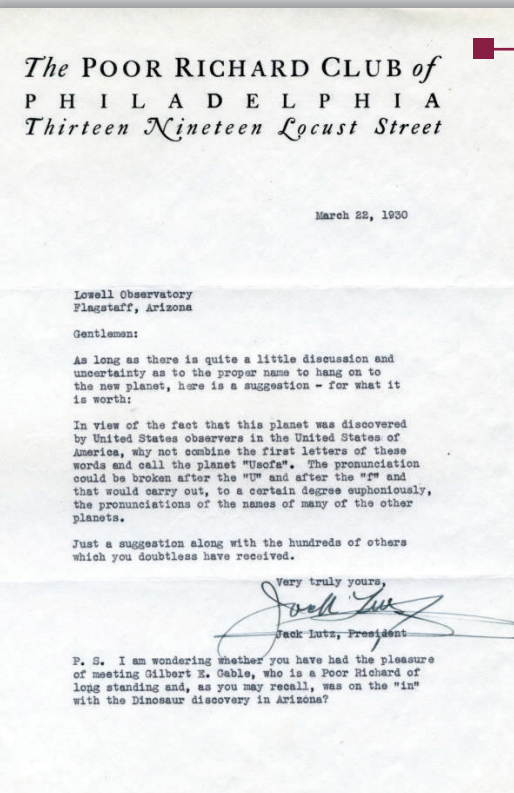 The POOR RICHARD CLUB of
PHILADELPHIA
Thirteen Nineteen Locust Street
March 22, 1930
Lowell Observatory
Flagstaff, Arizona
Gentlemen:
As long as there is quite a little discussion and
uncertainty as to the proper name to hang on to
the new planet, here is a suggestion - for what it
is worth:
In view of the fact that this planet was discovered
by United States observers in the United States of
America, why not combine the first letters of these
words and call the planet "Usofa". The pronunciation
could be broken after the "U" and after the "f" and
that would carry out, to a certain degree euphoniously,
the pronunciations of the names of many of the other
planets.
Just a suggestion along with the hundreds of others
which you doubtless have received.
Very truly yours,
Jack Lutz
Jack Lutz, President
P. S. I am wondering whether you have had the pleasure
of meeting Gilbert E. Gable, who is a Poor Richard of
long standing and, as you may recall, was on the "in"
with the Dinosaur discovery in Arizona?